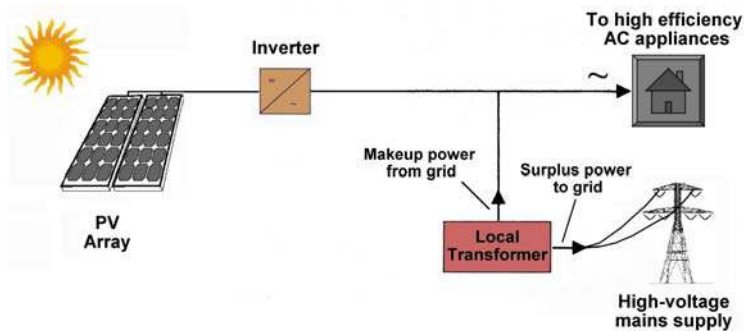 To high efficiency
AC appliances
Inverter
~
~
~
Makeup power
from grid
Surplus power
to grid
PV
Array
Local
Transformer
High-voltage
mains supply